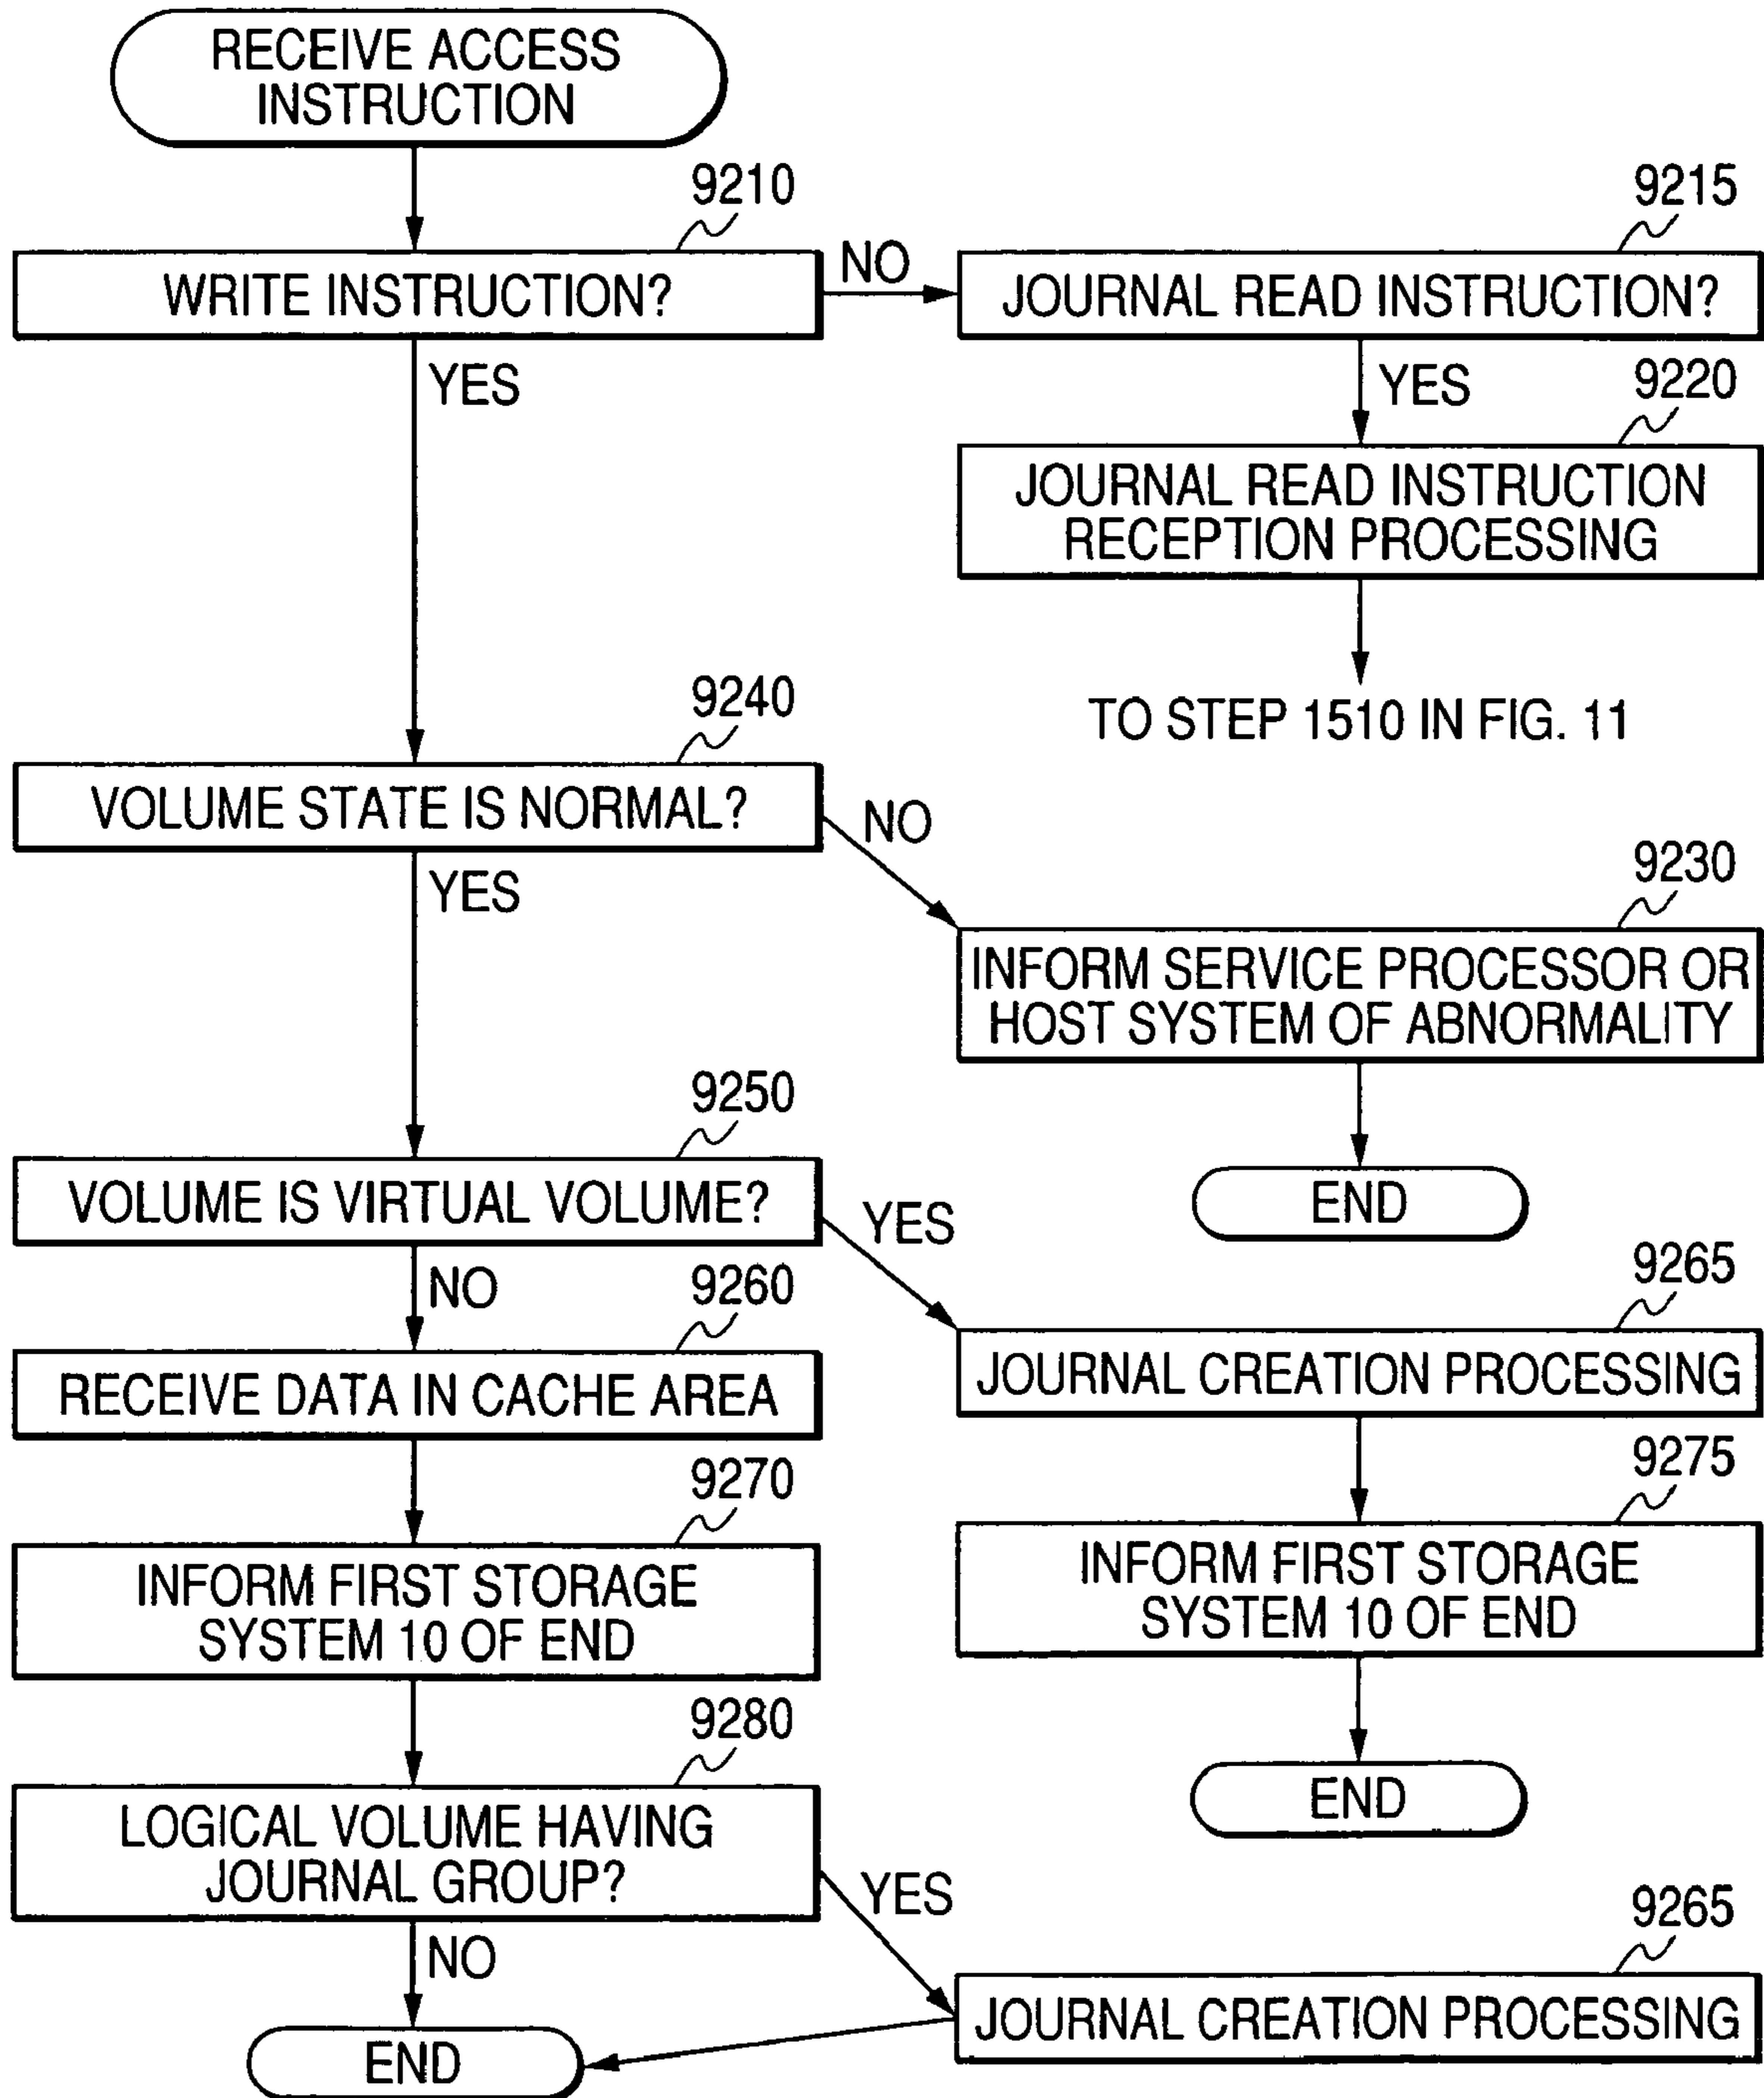 RECEIVE ACCESS
INSTRUCTION
9210
9215
WRITE INSTRUCTION?
NO
JOURNAL READ INSTRUCTION?
YES
YES
9220
JOURNAL READ INSTRUCTION
RECEPTION PROCESSING
TO STEP 1510 IN FIG. 11
9240
VOLUME STATE IS NORMAL?
NO
YES
9230
INFORM SERVICE PROCESSOR OR
HOST SYSTEM OF ABNORMALITY
END
9250
VOLUME IS VIRTUAL VOLUME?
YES
NO
9260
9265
RECEIVE DATA IN CACHE AREA
JOURNAL CREATION PROCESSING
9270
9275
INFORM FIRST STORAGE
SYSTEM 10 OF END
INFORM FIRST STORAGE
SYSTEM 10 OF END
END
9280
LOGICAL VOLUME HAVING
JOURNAL GROUP?
YES
NO
9265
JOURNAL CREATION PROCESSING
END